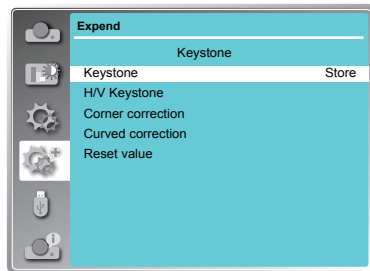 Expend
Keystone
Keystone Store
H/V Keystone
Corner correction
Curved correction
Reset value